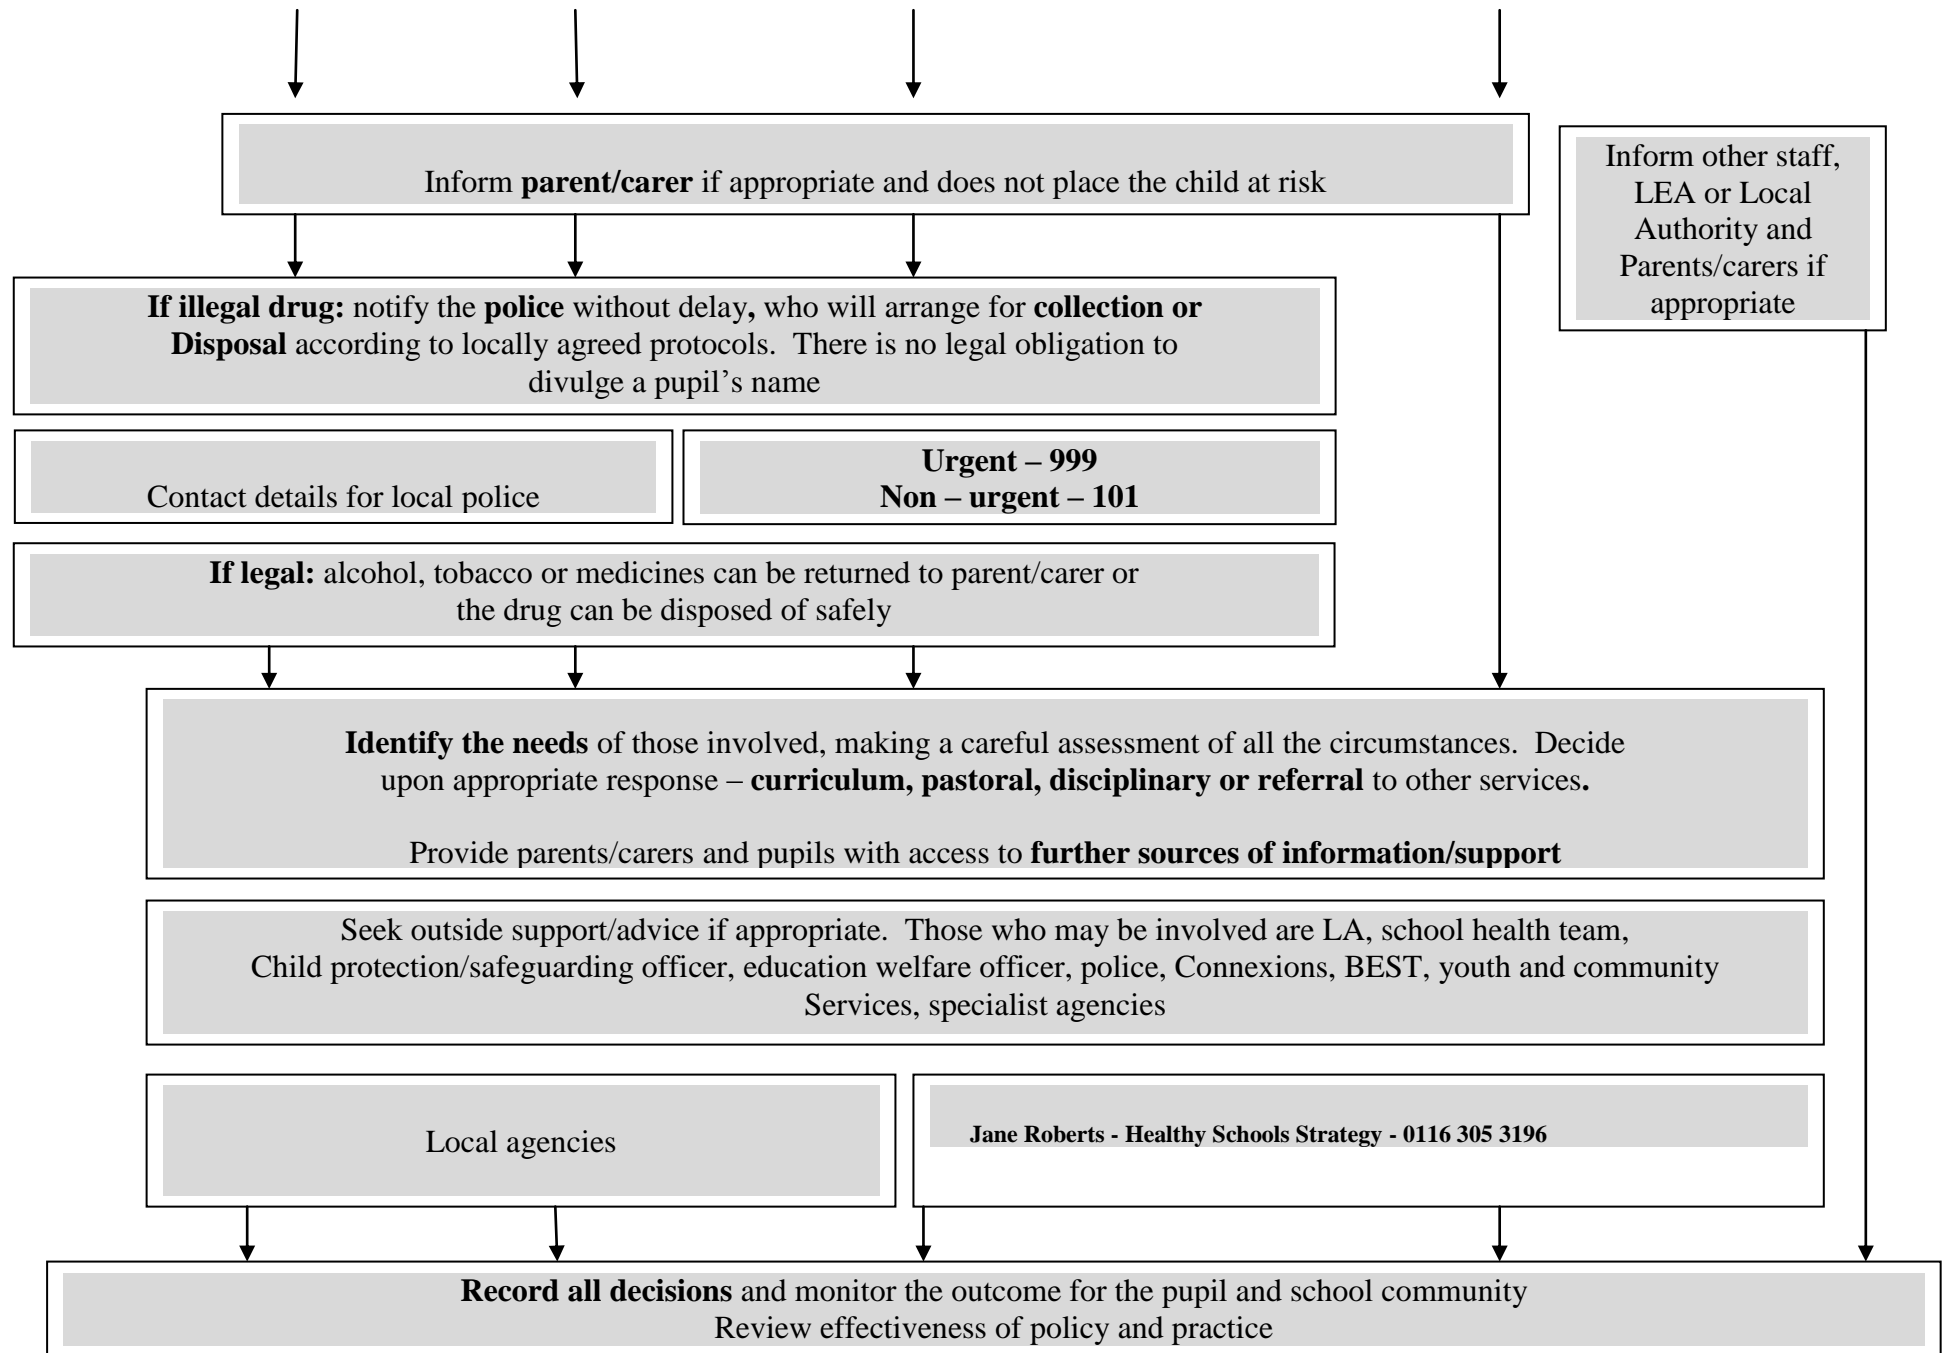 Inform parent/carer if appropriate and does not place the child at risk
Inform other staff,
LEA or Local
Authority and
Parents/carers if
appropriate
If illegal drug: notify the police without delay, who will arrange for collection or
Disposal according to locally agreed protocols.  There is no legal obligation to
divulge a pupil’s name
Contact details for local police
Urgent – 999
Non – urgent – 101
If legal: alcohol, tobacco or medicines can be returned to parent/carer or
the drug can be disposed of safely
Identify the needs of those involved, making a careful assessment of all the circumstances.  Decide
upon appropriate response – curriculum, pastoral, disciplinary or referral to other services.
Provide parents/carers and pupils with access to further sources of information/support
Seek outside support/advice if appropriate.  Those who may be involved are LA, school health team,
Child protection/safeguarding officer, education welfare officer, police, Connexions, BEST, youth and community
Services, specialist agencies
Local agencies
Jane Roberts - Healthy Schools Strategy - 0116 305 3196
Record all decisions and monitor the outcome for the pupil and school community
Review effectiveness of policy and practice